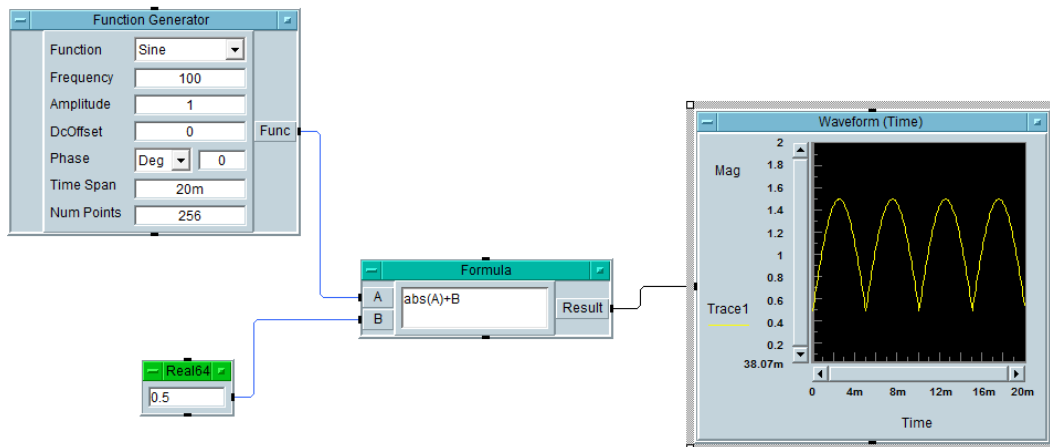 Function Generator
Function Sine
Frequency 100
Amplitude 1
DcOffset 0
Func
Phase Deg 0
Time Span 20m
Num Points 256
Waveform (Time)
Mag
2
1.8
1.6
1.4
1.2
1
0.8
0.6
Trace1
0.4
0.2
38.07m
0 4m 8m 12m 16m 20m
Time
Formula
A
abs(A)+B
B
Result
Real64
0.5